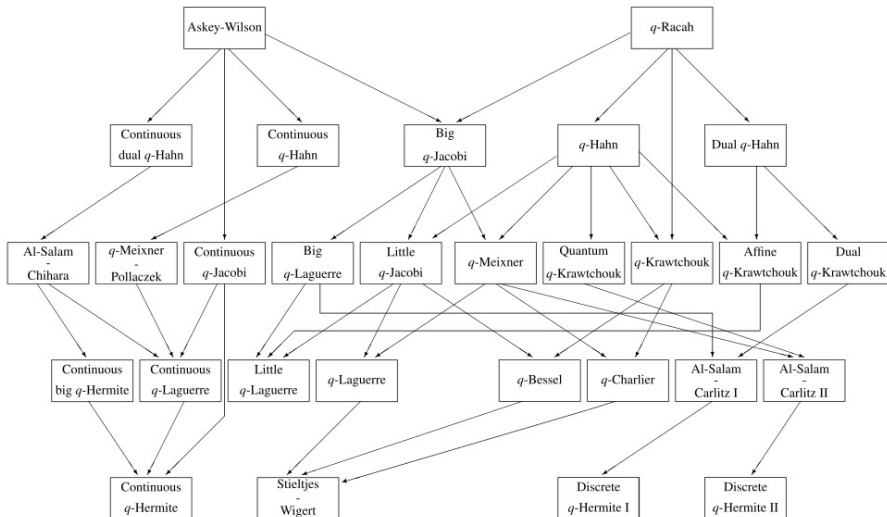 Askey-Wilson
q-Racah
Continuous
dual q-Hahn
Continuous
q-Hahn
Big
q-Jacobi
q-Hahn
Dual q-Hahn
Al-Salam
-
Chihara
q-Meixner
-
Pollaczek
Continuous
q-Jacobi
Big
q-Laguerre
Little
q-Jacobi
q-Meixner
Quantum
q-Krawtchouk
q-Krawtchouk
Affine
q-Krawtchouk
Dual
q-Krawtchouk
Continuous
big q-Hermite
Continuous
q-Laguerre
Little
q-Laguerre
q-Laguerre
q-Bessel
q-Charlier
Al-Salam
-
Carlitz I
Al-Salam
-
Carlitz II
Continuous
q-Hermite
Stieltjes
-
Wigert
Discrete
q-Hermite I
Discrete
q-Hermite II